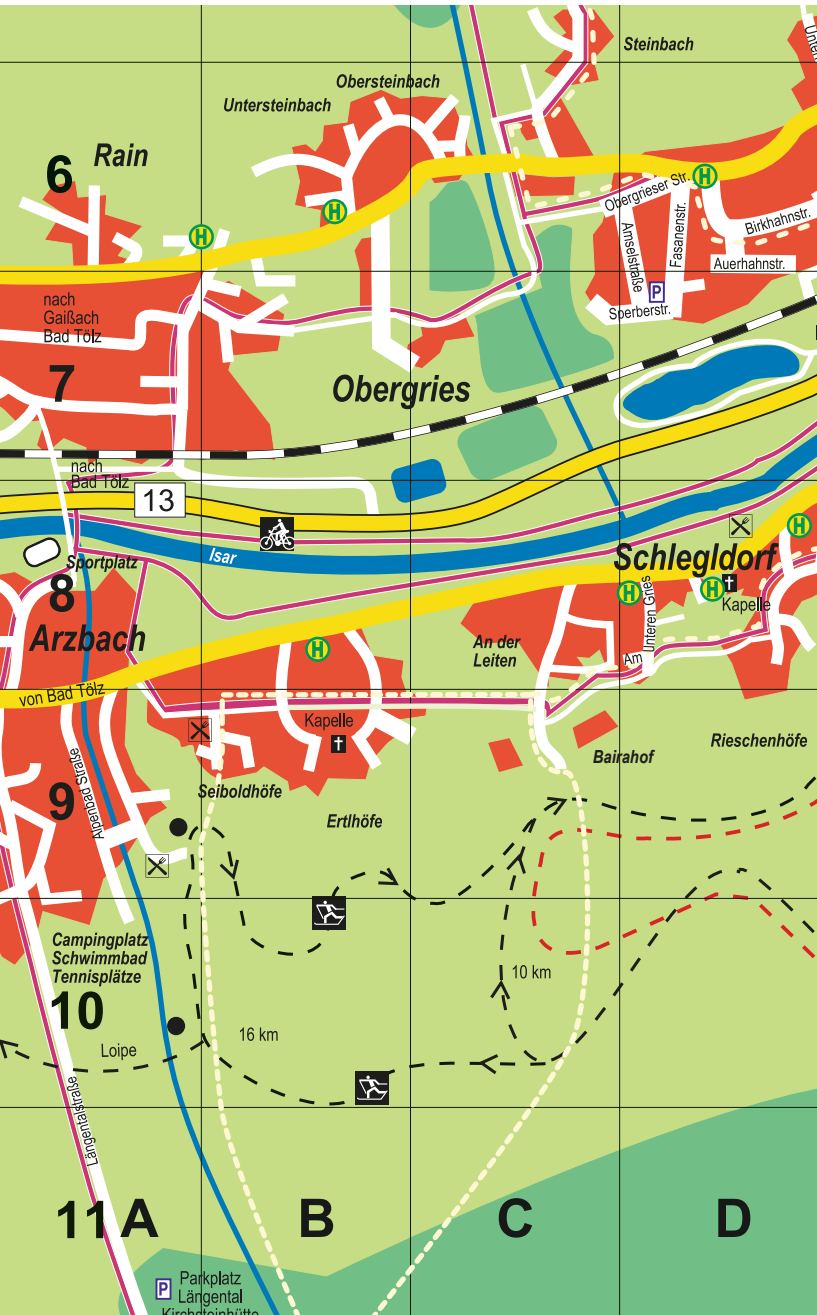 Steinbach
Unter
Obersteinbach
Untersteinbach
Rain
6
H
H
H
Obergrieser Str.
Amselstraße
Fasanenstr.
Birkhahnstr.
Auerhahnstr.
P
Sperberstr.
nach
Gaißach
Bad Tölz
7
Obergries
nach
Bad Tölz
13
Isar
Sportplatz
8
Arzbach
H
Schlegldorf
H
H
Kapelle
Am Unteren Gries
H
An der
Leiten
von Bad Tölz
Kapelle
Seiboldhöfe
Ertlhöfe
Bairahof
Rieschenhöfe
9
Alpenbad Straße
Campingplatz
Schwimmbad
Tennisplätze
10
10 km
16 km
Loipe
Längentalstraße
11 A
B
C
D
P
Parkplatz
Längental
Kirchsteinhütte